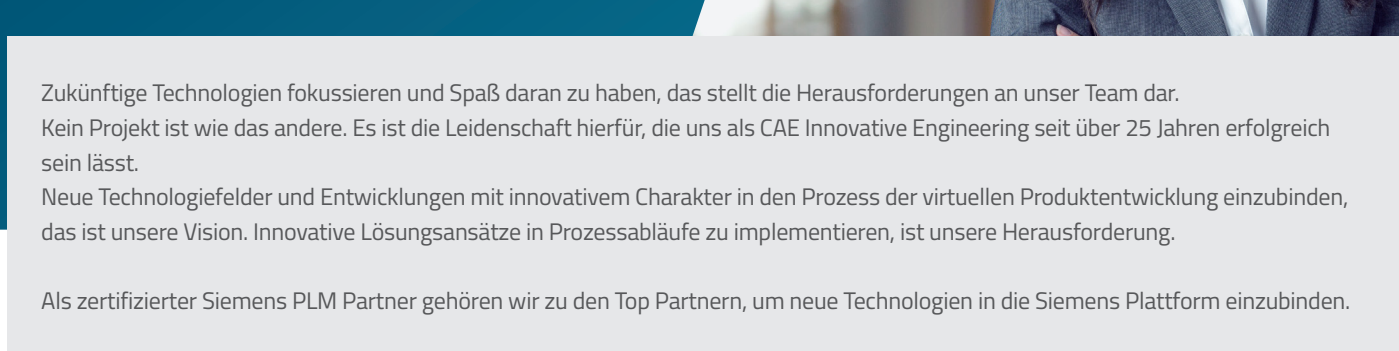 Zukünftige Technologien fokussieren und Spaß daran zu haben, das stellt die Herausforderungen an unser Team dar.
Kein Projekt ist wie das andere. Es ist die Leidenschaft hierfür, die uns als CAE Innovative Engineering seit über 25 Jahren erfolgreich
sein lässt.
Neue Technologiefelder und Entwicklungen mit innovativem Charakter in den Prozess der virtuellen Produktentwicklung einzubinden,
das ist unsere Vision. Innovative Lösungsansätze in Prozessabläufe zu implementieren, ist unsere Herausforderung.
Als zertifizierter Siemens PLM Partner gehören wir zu den Top Partnern, um neue Technologien in die Siemens Plattform einzubinden.